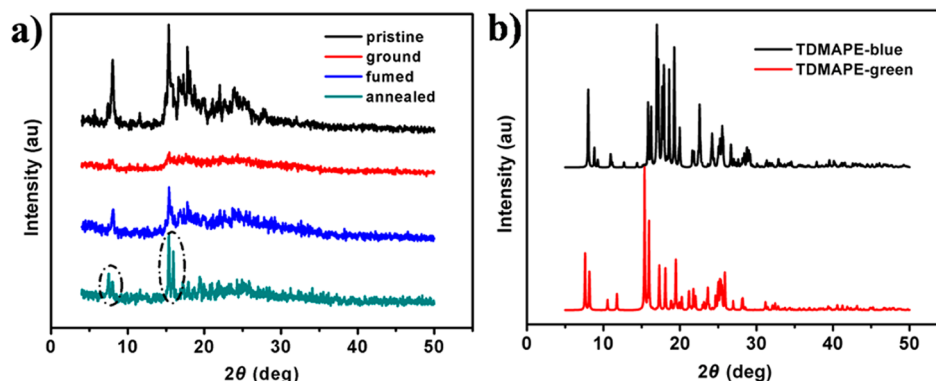 a)
pristine
ground
fumed
annealed
Intensity (au)
0 10 20 30 40 50
2θ (deg)
b)
TDMAPE-blue
TDMAPE-green
Intensity (au)
0 10 20 30 40 50
2θ (deg)